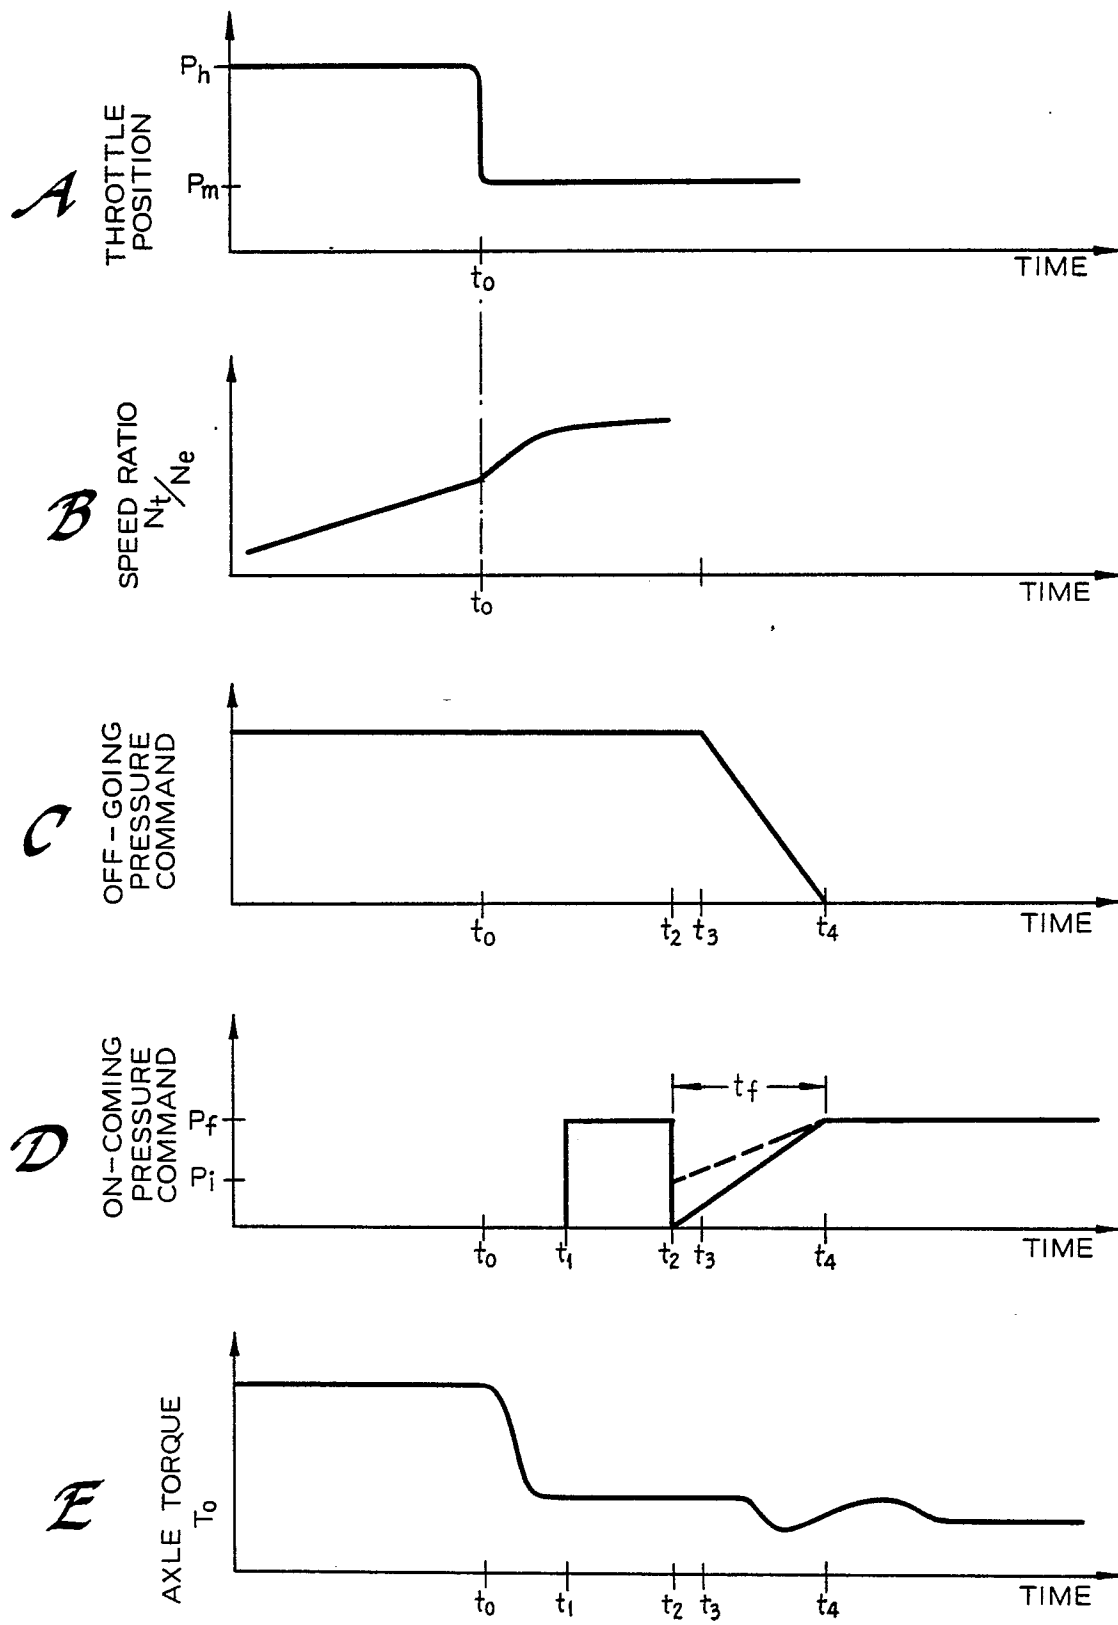 A
THROTTLE
POSITION
Ph
Pm
t0
TIME
B
SPEED RATIO
Nt/Ne
t0
TIME
C
OFF-GOING
PRESSURE
COMMAND
t0
t2
t3
t4
TIME
D
ON-COMING
PRESSURE
COMMAND
Pf
Pi
tf
t0
t1
t2
t3
t4
TIME
E
AXLE TORQUE
To
t0
t1
t2
t3
t4
TIME